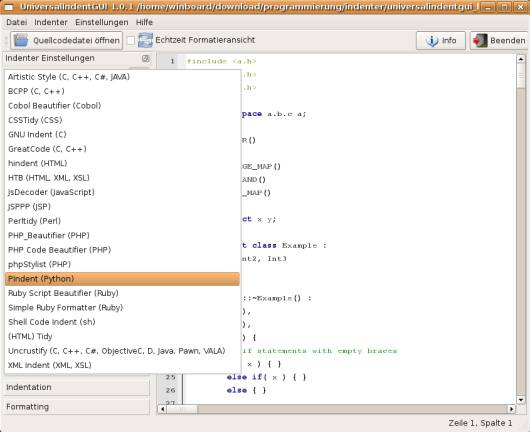 UniversalIndentGUI 1.0.1 /home/winboard/download/programmierung/indenter/universalindentgui_
Datei Indenter Einstellungen Hilfe
Quellcodedatei öffnen Echtzeit Formatieransicht Info Beenden
Indenter Einstellungen
1 #include <a.h>
.h>
.h>
pace a.b.c a;
R()
GE_MAP()
AND()
_MAP()
ct x y;
t class Example :
nt2, Int3
::~Example() :
),
),
) {
if statements with empty braces
x ) { }
25 else if( x ) { }
26 else { }
27
Artistic Style (C, C++, C#, JAVA)
BCPP (C, C++)
Cobol Beautifier (Cobol)
CSSTidy (CSS)
GNU Indent (C)
GreatCode (C, C++)
hindent (HTML)
HTB (HTML, XML, XSL)
JsDecoder (JavaScript)
JSPPP (JSP)
Perltidy (Perl)
PHP_Beautifier (PHP)
PHP Code Beautifier (PHP)
phpStylist (PHP)
PIndent (Python)
Ruby Script Beautifier (Ruby)
Simple Ruby Formatter (Ruby)
Shell Code Indent (sh)
(HTML) Tidy
Uncrustify (C, C++, C#, ObjectiveC, D, Java, Pawn, VALA)
XML Indent (XML, XSL)
Indentation
Formatting
Zeile 1, Spalte 1